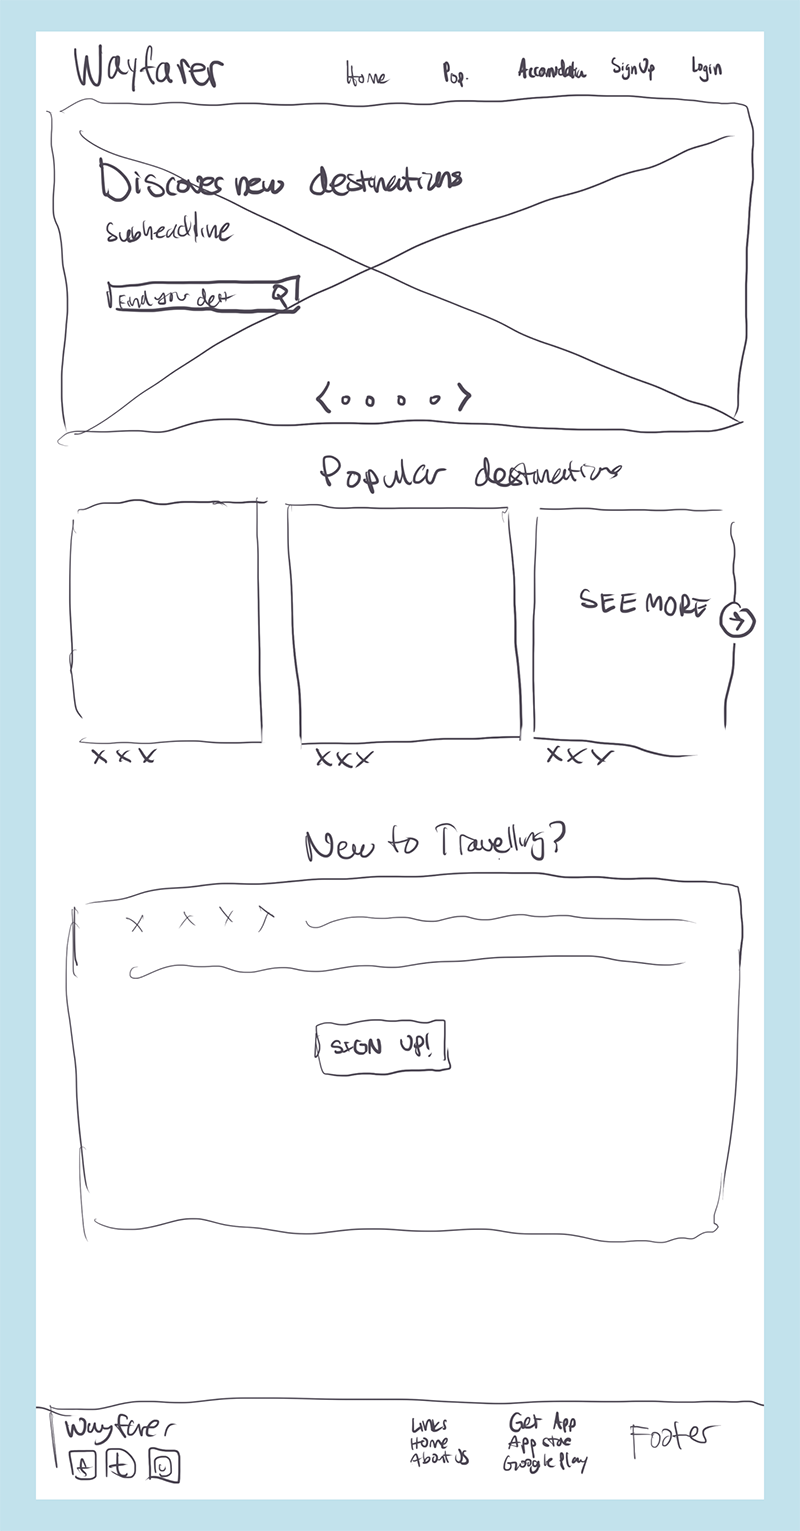 Wayfarer
Home Pop. Accomodation SignUp Login
Discover new destinations
Subheadline
Find your dest
Popular destinations
SEE MORE
XXX XXX XXX
New to Travelling?
X X X X
SIGN UP!
Wayfarer
f t
Links
Home
About Us
Get App
App store
Google Play
Footer